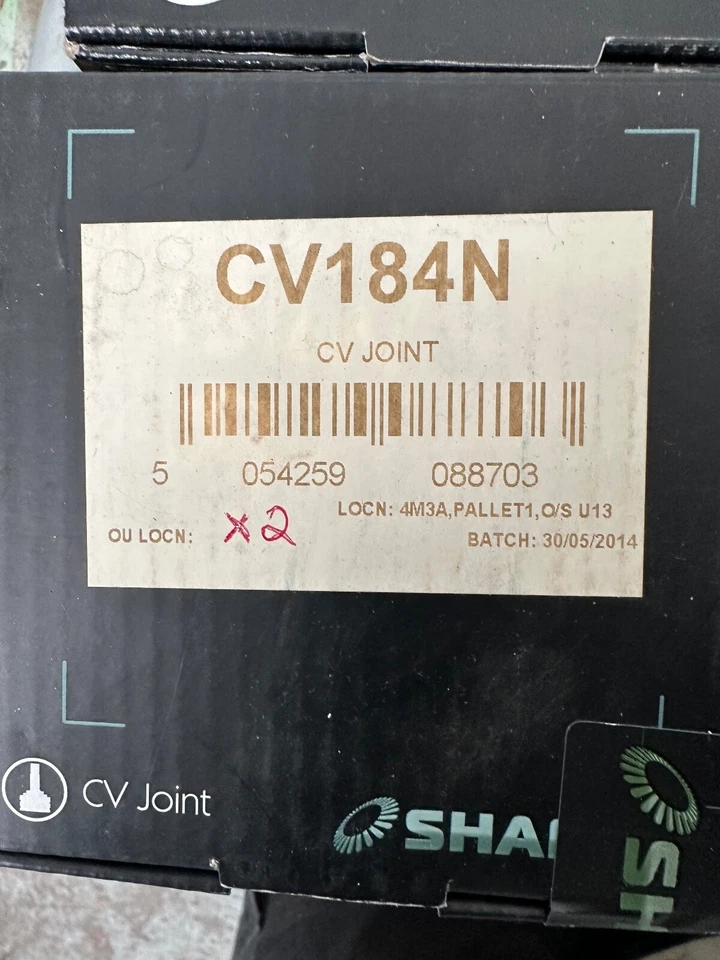 CV184N
CV JOINT
5 054259 088703
LOCN: 4M3A,PALLET1,O/S U13
OU LOCN: x2
BATCH: 30/05/2014
CV Joint
SHA
SH